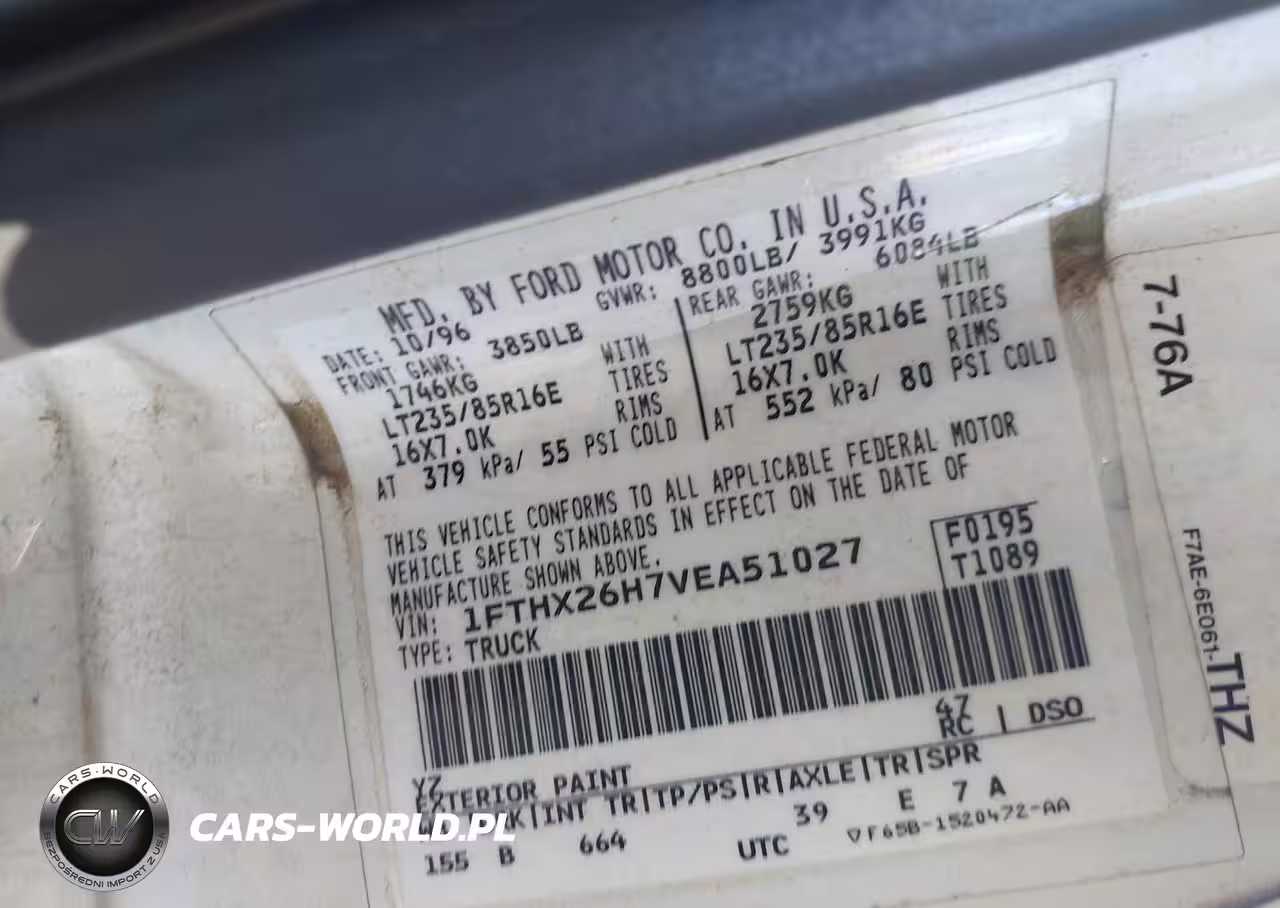 MFD. BY FORD MOTOR CO. IN U.S.A.
DATE: 10/96 GVWR: 8800LB/ 3991KG
FRONT GAWR: 3850LB
1746KG WITH
LT235/85R16E TIRES
16X7.0K RIMS
AT 379 kPa/ 55 PSI COLD
REAR GAWR: 6084LB
2759KG WITH
LT235/85R16E TIRES
16X7.0K RIMS
AT 552 kPa/ 80 PSI COLD
THIS VEHICLE CONFORMS TO ALL APPLICABLE FEDERAL MOTOR
VEHICLE SAFETY STANDARDS IN EFFECT ON THE DATE OF
MANUFACTURE SHOWN ABOVE.
VIN: 1FTHX26H7VEA51027
TYPE: TRUCK
F0195
T1089
YZ 47
EXTERIOR PAINT RC | DSO
INT TR|TP/PS|R|AXLE|TR|SPR
155 B 664 UTC 39 E 7 A
F65B-1520472-AA
7-76A
F7AE-6E061-THZ
CARS-WORLD
CW
BEZPOŚREDNI IMPORT Z USA
CARS-WORLD.PL